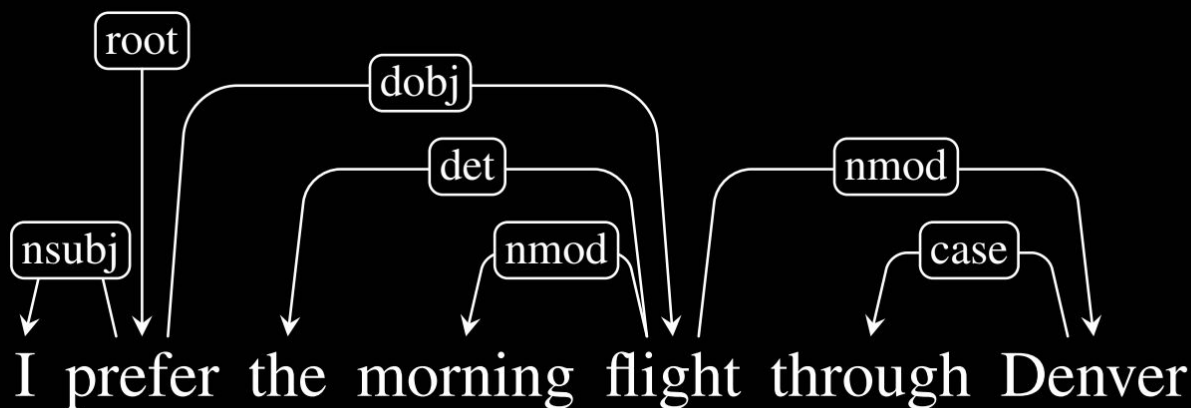 root
dobj
det nmod
nsubj nmod case
I prefer the morning flight through Denver